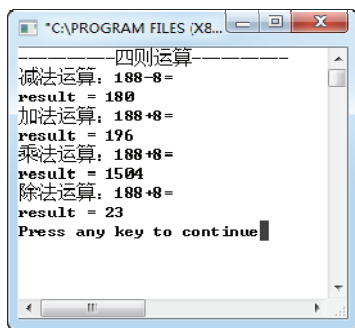 "C:\PROGRAM FILES (X8...
——————四则运算——————
减法运算：188-8=
result = 180
加法运算：188+8=
result = 196
乘法运算：188+8=
result = 1504
除法运算：188+8=
result = 23
Press any key to continue